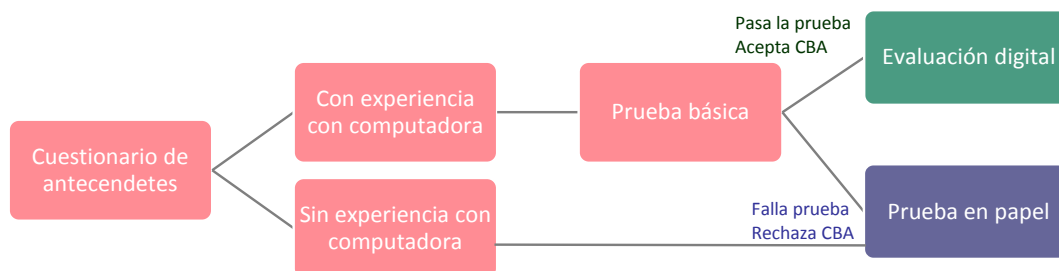 Cuestionario de
antecendetes
Con experiencia
con computadora
Sin experiencia con
computadora
Prueba básica
Pasa la prueba
Acepta CBA
Evaluación digital
Falla prueba
Rechaza CBA
Prueba en papel